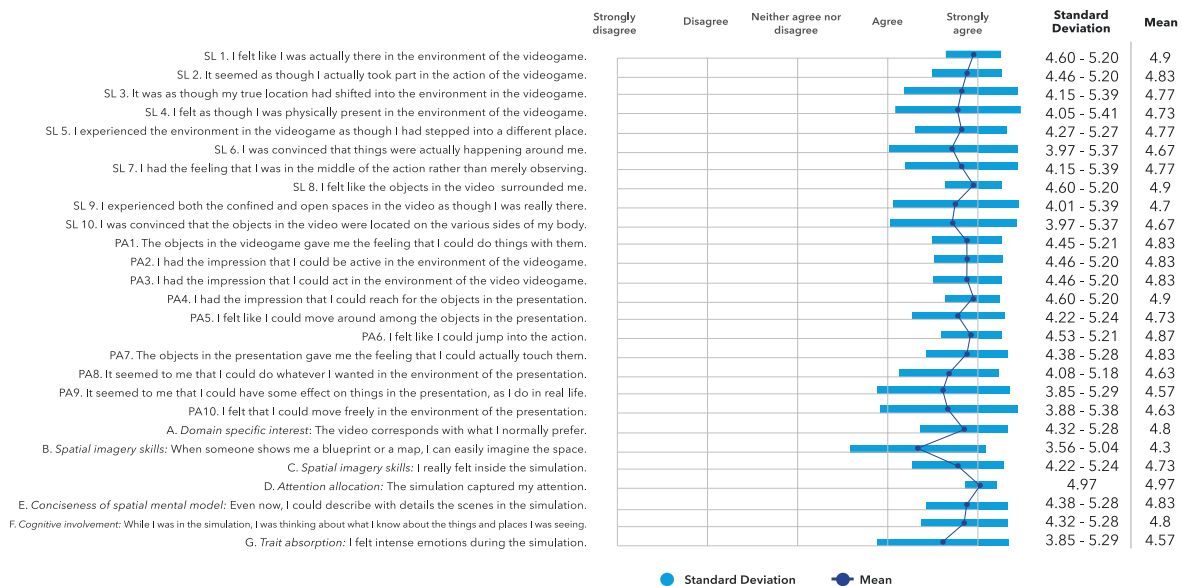 Strongly disagree Disagree Neither agree nor disagree Agree Strongly agree Standard Deviation Mean
SL 1. I felt like I was actually there in the environment of the videogame. 4.60 - 5.20 4.9
SL 2. It seemed as though I actually took part in the action of the videogame. 4.46 - 5.20 4.83
SL 3. It was as though my true location had shifted into the environment in the videogame. 4.15 - 5.39 4.77
SL 4. I felt as though I was physically present in the environment of the videogame. 4.05 - 5.41 4.73
SL 5. I experienced the environment in the videogame as though I had stepped into a different place. 4.27 - 5.27 4.77
SL 6. I was convinced that things were actually happening around me. 3.97 - 5.37 4.67
SL 7. I had the feeling that I was in the middle of the action rather than merely observing. 4.15 - 5.39 4.77
SL 8. I felt like the objects in the video surrounded me. 4.60 - 5.20 4.9
SL 9. I experienced both the confined and open spaces in the video as though I was really there. 4.01 - 5.39 4.7
SL 10. I was convinced that the objects in the video were located on the various sides of my body. 3.97 - 5.37 4.67
PA1. The objects in the videogame gave me the feeling that I could do things with them. 4.45 - 5.21 4.83
PA2. I had the impression that I could be active in the environment of the videogame. 4.46 - 5.20 4.83
PA3. I had the impression that I could act in the environment of the video videogame. 4.46 - 5.20 4.83
PA4. I had the impression that I could reach for the objects in the presentation. 4.60 - 5.20 4.9
PA5. I felt like I could move around among the objects in the presentation. 4.22 - 5.24 4.73
PA6. I felt like I could jump into the action. 4.53 - 5.21 4.87
PA7. The objects in the presentation gave me the feeling that I could actually touch them. 4.38 - 5.28 4.83
PA8. It seemed to me that I could do whatever I wanted in the environment of the presentation. 4.08 - 5.18 4.63
PA9. It seemed to me that I could have some effect on things in the presentation, as I do in real life. 3.85 - 5.29 4.57
PA10. I felt that I could move freely in the environment of the presentation. 3.88 - 5.38 4.63
A. Domain specific interest: The video corresponds with what I normally prefer. 4.32 - 5.28 4.8
B. Spatial imagery skills: When someone shows me a blueprint or a map, I can easily imagine the space. 3.56 - 5.04 4.3
C. Spatial imagery skills: I really felt inside the simulation. 4.22 - 5.24 4.73
D. Attention allocation: The simulation captured my attention. 4.97 4.97
E. Conciseness of spatial mental model: Even now, I could describe with details the scenes in the simulation. 4.38 - 5.28 4.83
F. Cognitive involvement: While I was in the simulation, I was thinking about what I know about the things and places I was seeing. 4.32 - 5.28 4.8
G. Trait absorption: I felt intense emotions during the simulation. 3.85 - 5.29 4.57
Standard Deviation Mean